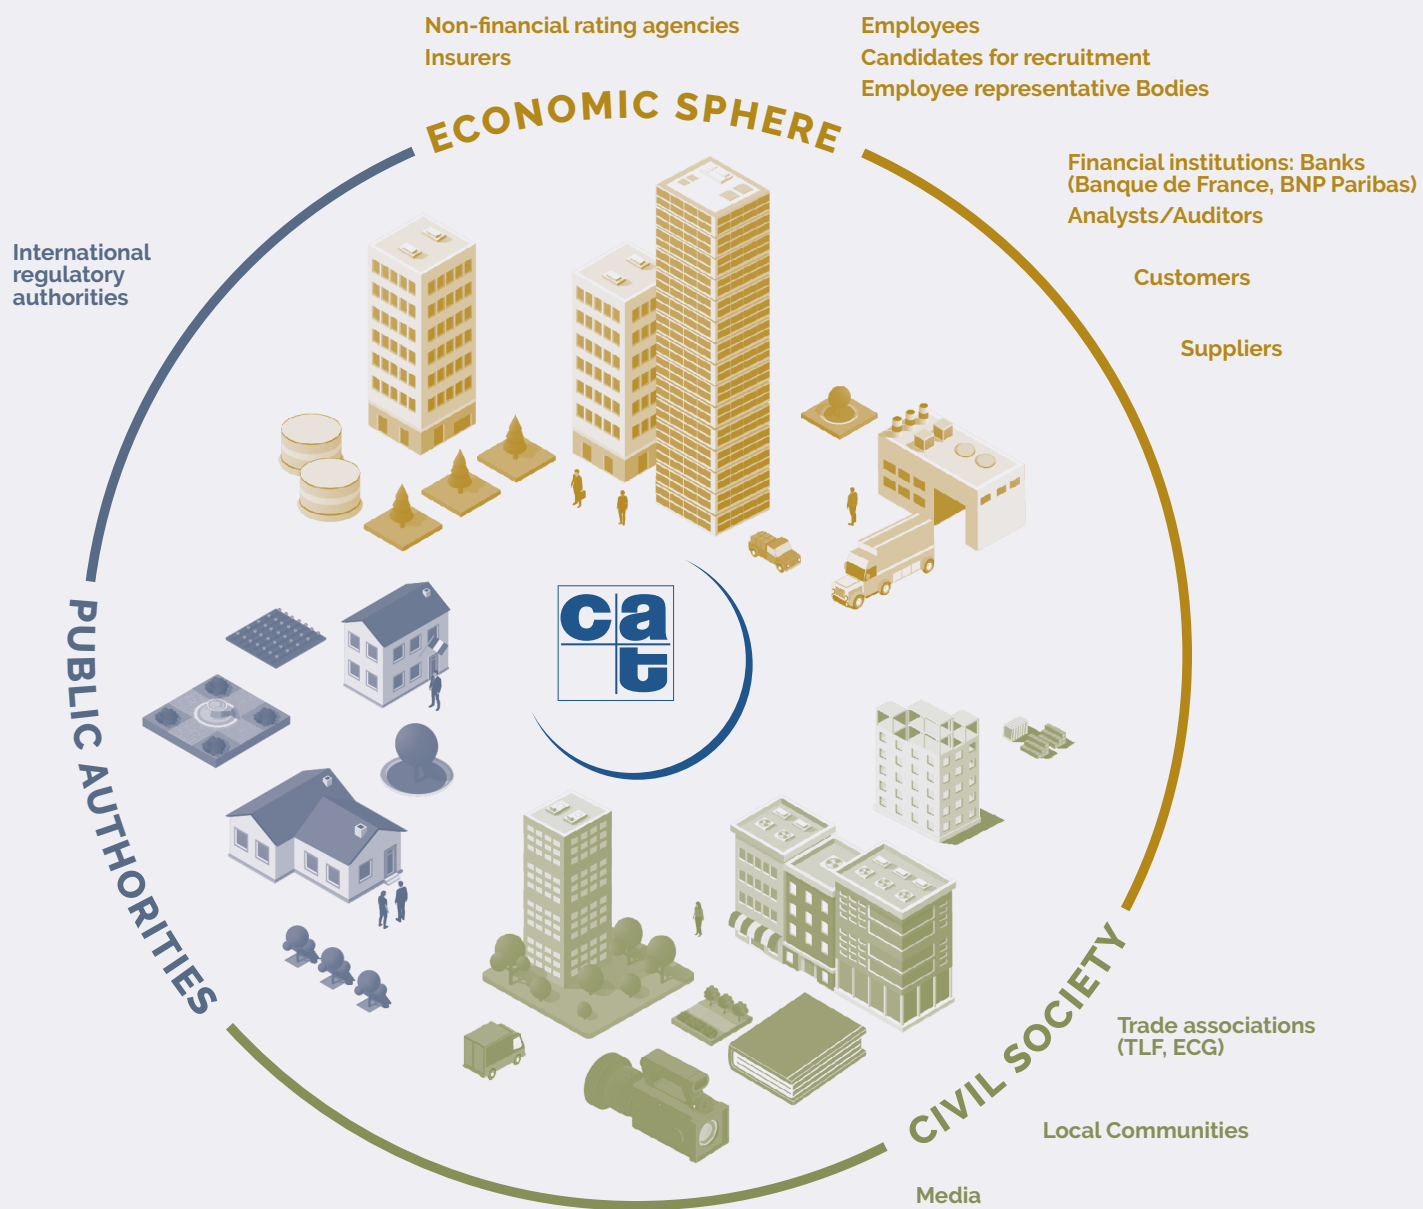 Non-financial rating agencies
Insurers
Employees
Candidates for recruitment
Employee representative Bodies
ECONOMIC SPHERE
Financial institutions: Banks
(Banque de France, BNP Paribas)
Analysts/Auditors
International
regulatory
authorities
Customers
Suppliers
cat
PUBLIC AUTHORITIES
CIVIL SOCIETY
Trade associations
(TLF, ECG)
Local Communities
Media